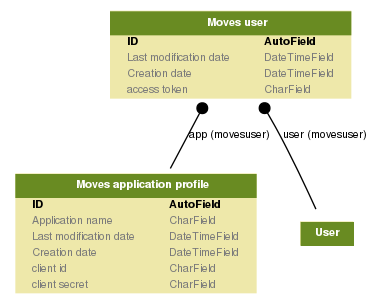 Moves user
ID AutoField
Last modification date DateTimeField
Creation date DateTimeField
access token CharField
app (movesuser) user (movesuser)
Moves application profile
ID AutoField
Application name CharField
Last modification date DateTimeField
Creation date DateTimeField
client id CharField
client secret CharField
User